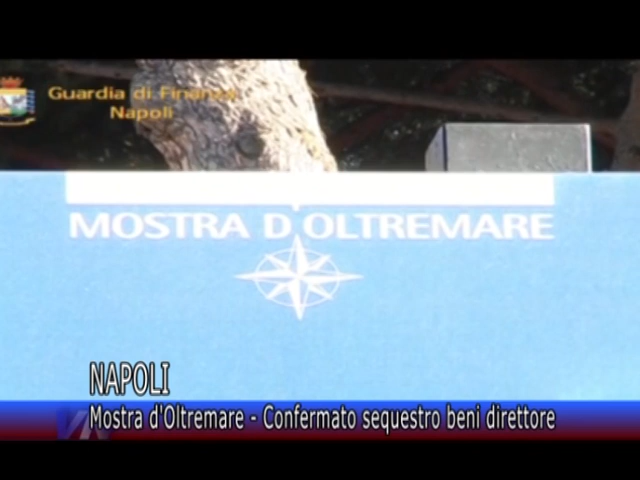 Guardia di Finanza
Napoli
MOSTRA D'OLTREMARE
NAPOLI
Mostra d'Oltremare - Confermato sequestro beni direttore